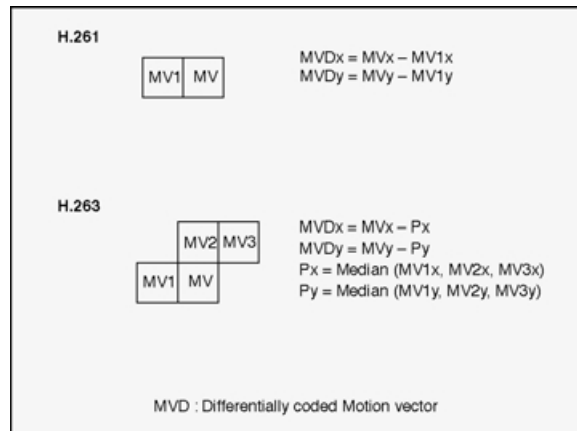 H.261
MV1 MV
MVDx = MVx – MV1x
MVDy = MVy – MV1y
H.263
MV2 MV3
MV1 MV
MVDx = MVx – Px
MVDy = MVy – Py
Px = Median (MV1x, MV2x, MV3x)
Py = Median (MV1y, MV2y, MV3y)
MVD : Differentially coded Motion vector